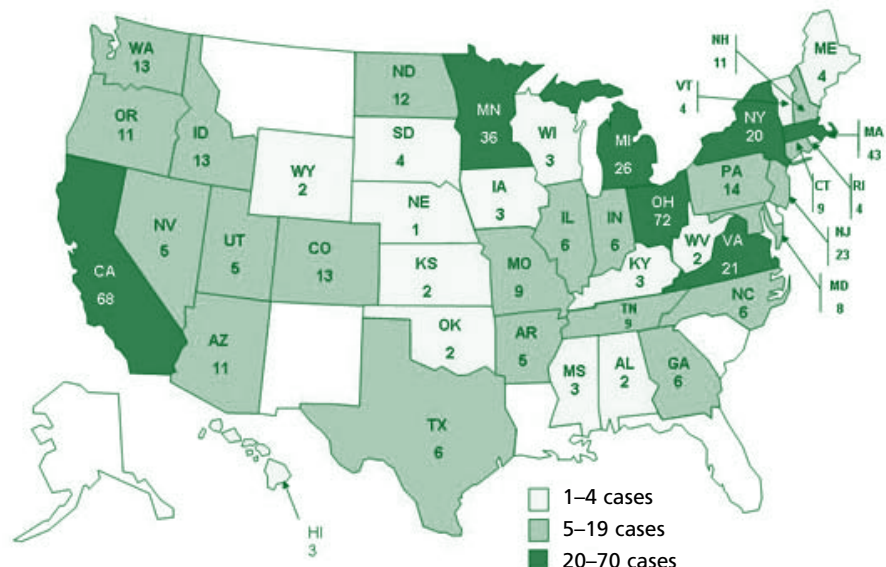 WA
13
OR
11
ID
13
WY
2
NV
5
UT
5
CO
13
CA
68
AZ
11
ND
12
SD
4
NE
1
KS
2
OK
2
TX
6
MN
36
IA
3
MO
9
AR
5
WI
3
IL
6
IN
6
MI
26
OH
72
KY
3
TN
9
MS
3
AL
2
GA
6
WV
2
VA
21
NC
6
PA
14
NY
20
VT
4
NH
11
ME
4
MA
43
RI
4
CT
9
NJ
23
MD
8
HI
3
1–4 cases
5–19 cases
20–70 cases